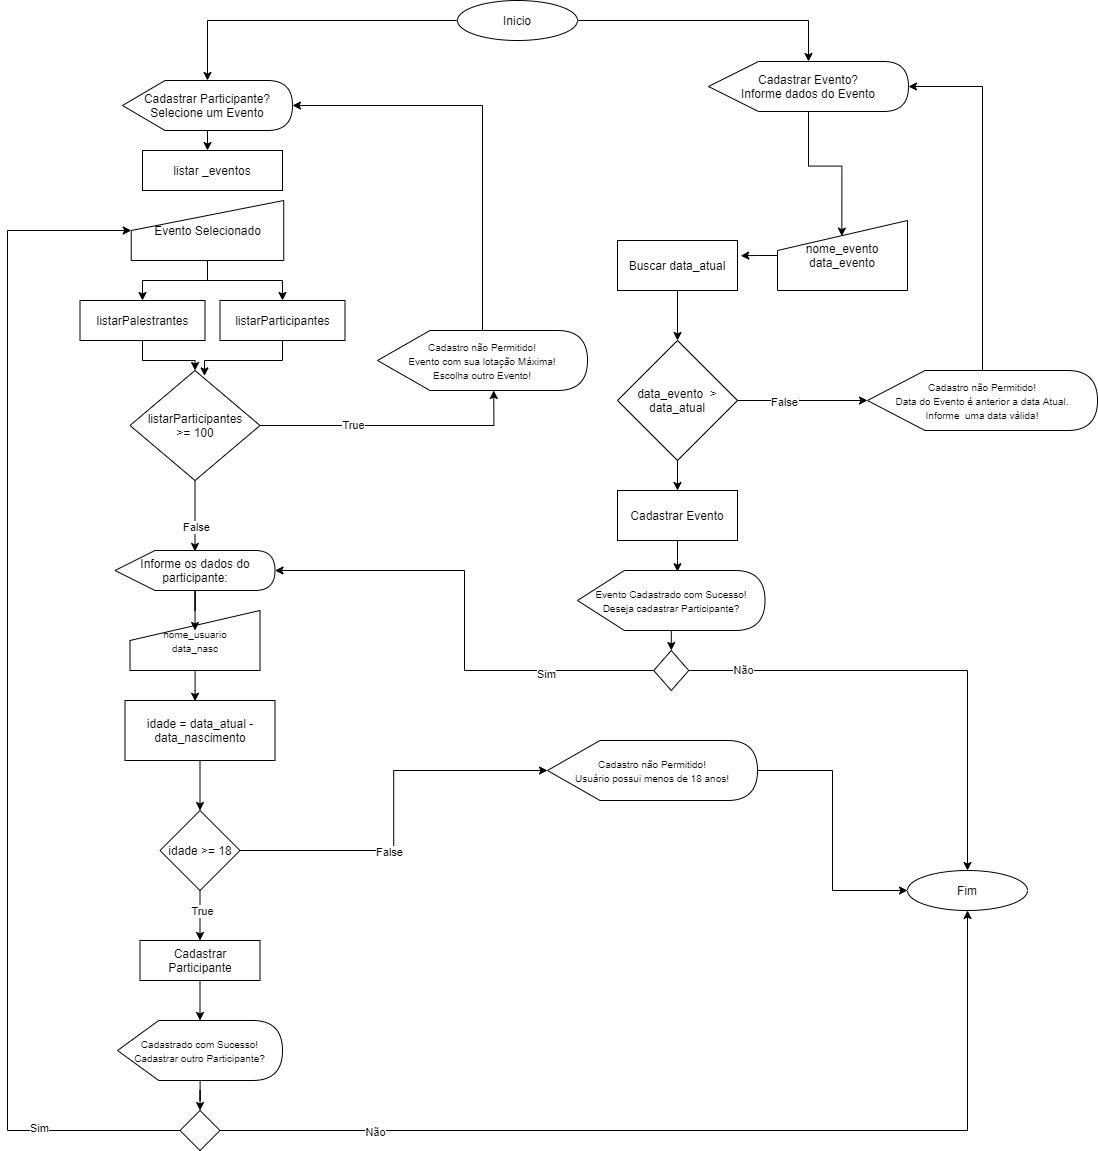 Inicio
Cadastrar Participante?
Selecione um Evento
listar _eventos
Evento Selecionado
listarPalestrantes
listarParticipantes
listarParticipantes
>= 100
True
Cadastro não Permitido!
Evento com sua lotação Máxima!
Escolha outro Evento!
False
Informe os dados do
participante:
nome_usuario
data_nasc
idade = data_atual -
data_nascimento
idade >= 18
False
Cadastro não Permitido!
Usuário possui menos de 18 anos!
True
Cadastrar
Participante
Cadastrado com Sucesso!
Cadastrar outro Participante?
Sim
Não
Cadastrar Evento?
Informe dados do Evento
nome_evento
data_evento
Buscar data_atual
data_evento >
data_atual
False
Cadastro não Permitido!
Data do Evento é anterior a data Atual.
Informe uma data válida!
Cadastrar Evento
Evento Cadastrado com Sucesso!
Deseja cadastrar Participante?
Sim
Não
Fim